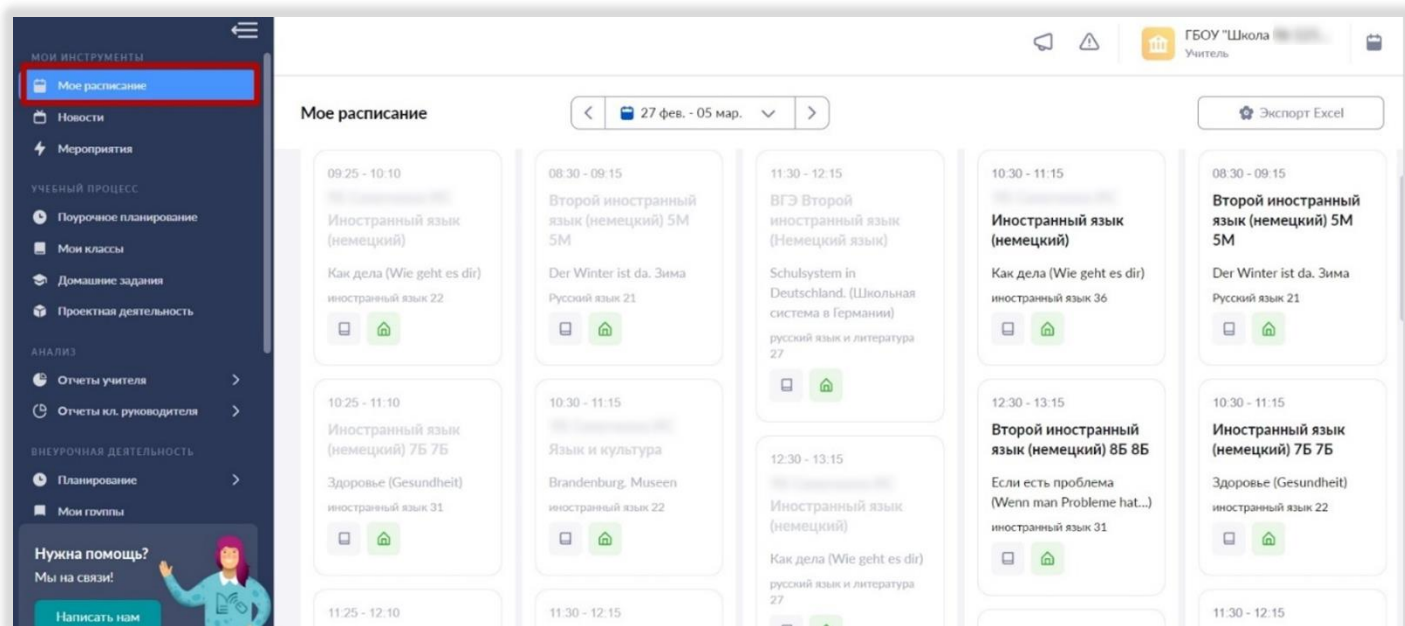 МОИ ИНСТРУМЕНТЫ
Мое расписание
Новости
Мероприятия
УЧЕБНЫЙ ПРОЦЕСС
Поурочное планирование
Мои классы
Домашние задания
Проектная деятельность
АНАЛИЗ
Отчеты учителя
Отчеты кл. руководителя
ВНЕУРОЧНАЯ ДЕЯТЕЛЬНОСТЬ
Планирование
Мои группы
Нужна помощь?
Мы на связи!
Написать нам
ГБОУ "Школа
Учитель
Мое расписание
27 фев. - 05 мар.
Экспорт Excel
09:25 - 10:10
Иностранный язык
(немецкий)
Как дела (Wie geht es dir)
иностранный язык 22
10:25 - 11:10
Иностранный язык
(немецкий) 7Б 7Б
Здоровье (Gesundheit)
иностранный язык 31
11:25 - 12:10
08:30 - 09:15
Второй иностранный
язык (немецкий) 5М
5М
Der Winter ist da. Зима
Русский язык 21
10:30 - 11:15
Язык и культура
Brandenburg. Museen
иностранный язык 22
11:30 - 12:15
11:30 - 12:15
ВГЭ Второй
иностранный язык
(Немецкий язык)
Schulsystem in
Deutschland. (Школьная
система в Германии)
русский язык и литература
27
12:30 - 13:15
Иностранный язык
(немецкий)
Как дела (Wie geht es dir)
русский язык и литература
27
10:30 - 11:15
Иностранный язык
(немецкий)
Как дела (Wie geht es dir)
иностранный язык 36
12:30 - 13:15
Второй иностранный
язык (немецкий) 8Б 8Б
Если есть проблема
(Wenn man Probleme hat...)
иностранный язык 31
08:30 - 09:15
Второй иностранный
язык (немецкий) 5М
5М
Der Winter ist da. Зима
Русский язык 21
10:30 - 11:15
Иностранный язык
(немецкий) 7Б 7Б
Здоровье (Gesundheit)
иностранный язык 22
11:30 - 12:15